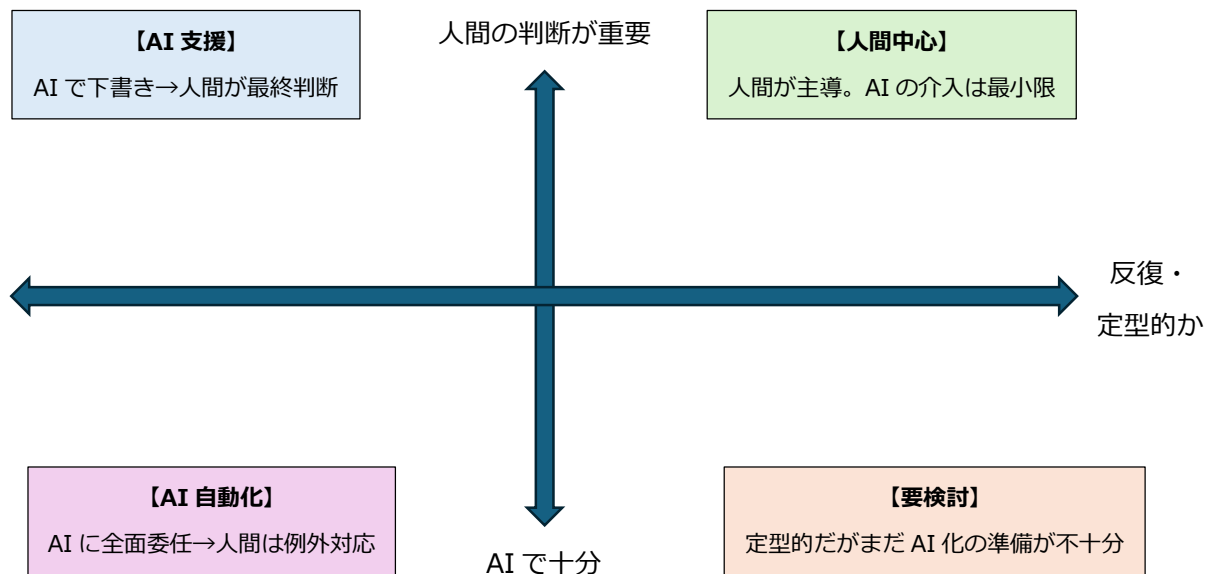 【AI 支援】
AI で下書き→人間が最終判断
人間の判断が重要
【人間中心】
人間が主導。AI の介入は最小限
反復・
定型的か
【AI 自動化】
AI に全面委任→人間は例外対応
AI で十分
【要検討】
定型的だがまだ AI 化の準備が不十分